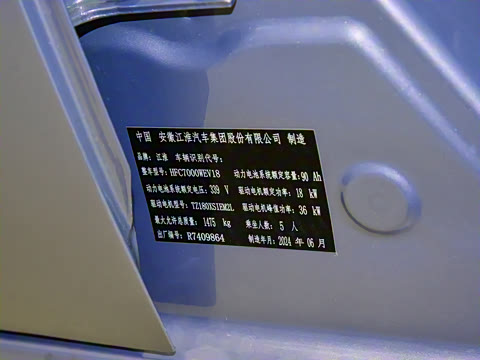 中国 安徽江淮汽车集团股份有限公司 制造
品牌：江淮 车辆识别代号：
整车型号：HFC7000WEV18 动力电池系统额定容量：90 Ah
动力电池系统额定电压：339 V 驱动电机额定功率：18 kW
驱动电机型号：TZ180XSIEM2L 驱动电机峰值功率：36 kW
最大允许总质量：1475 kg 乘坐人数：5 人
出厂编号：R7409864 制造年月：2024 年 06 月